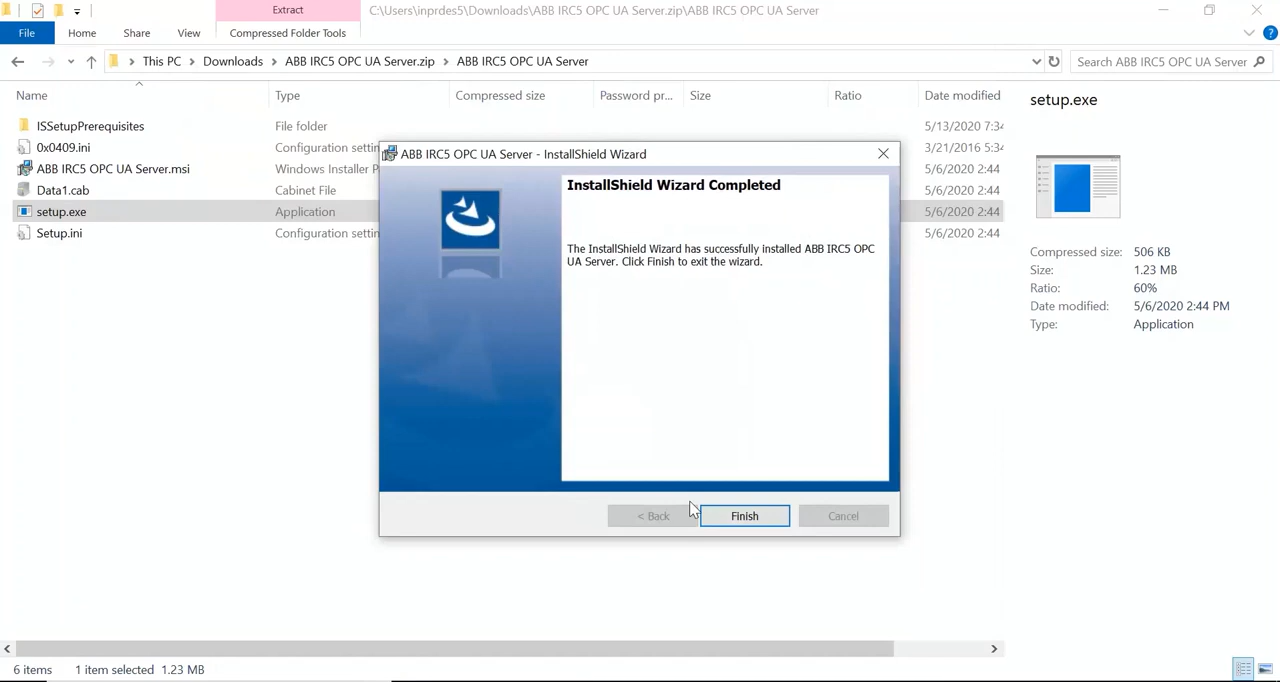 Extract
C:\Users\inprdes5\Downloads\ABB IRC5 OPC UA Server.zip\ABB IRC5 OPC UA Server
File Home Share View Compressed Folder Tools
This PC Downloads ABB IRC5 OPC UA Server.zip ABB IRC5 OPC UA Server
Search ABB IRC5 OPC UA Server
Name Type Compressed size Password pr... Size Ratio Date modified
setup.exe
ISSetupPrerequisites File folder 5/13/2020 7:34
0x0409.ini Configuration settin 3/21/2016 5:34
ABB IRC5 OPC UA Server.msi Windows Installer P 5/6/2020 2:44
Data1.cab Cabinet File 5/6/2020 2:44
setup.exe Application 5/6/2020 2:44
Setup.ini Configuration settin 5/6/2020 2:44
ABB IRC5 OPC UA Server - InstallShield Wizard
InstallShield Wizard Completed
The InstallShield Wizard has successfully installed ABB IRC5 OPC
UA Server. Click Finish to exit the wizard.
< Back Finish Cancel
Compressed size: 506 KB
Size: 1.23 MB
Ratio: 60%
Date modified: 5/6/2020 2:44 PM
Type: Application
6 items 1 item selected 1.23 MB